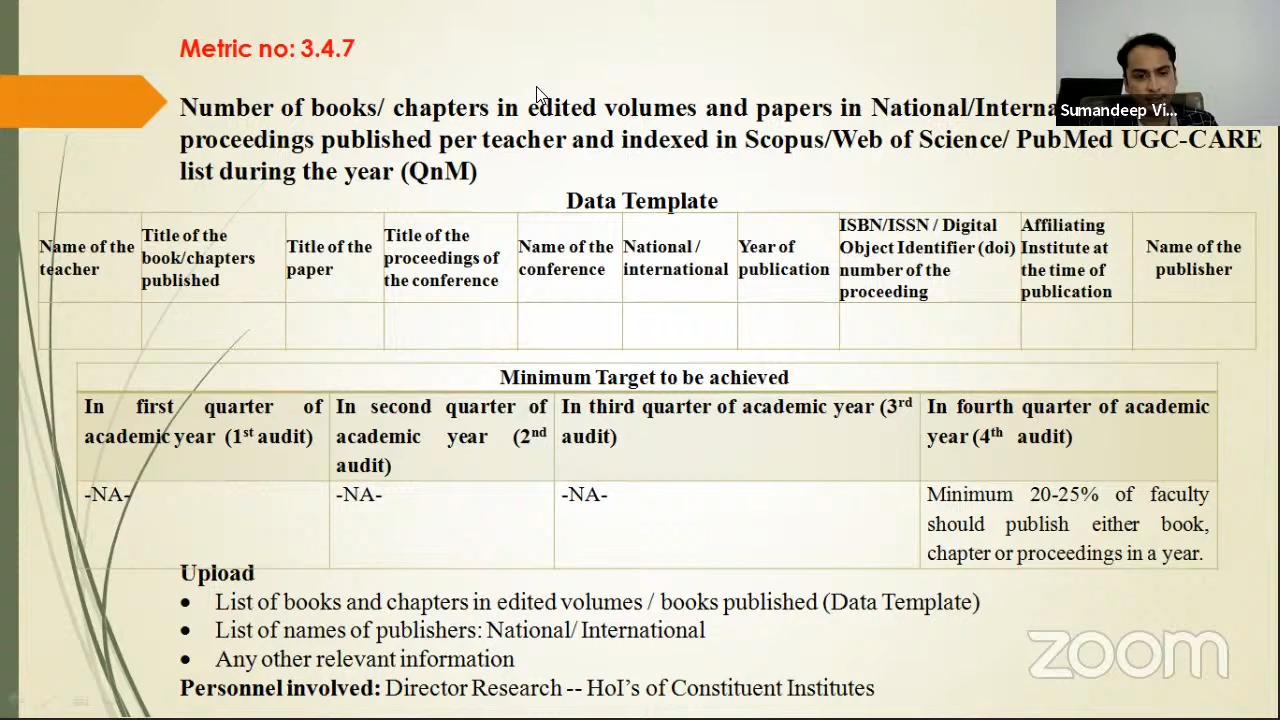 Metric no: 3.4.7
Number of books/ chapters in edited volumes and papers in National/Interna
proceedings published per teacher and indexed in Scopus/Web of Science/ PubMed UGC-CARE
list during the year (QnM)
Sumandeep Vi...
Data Template
Name of the teacher
Title of the book/chapters published
Title of the paper
Title of the proceedings of the conference
Name of the conference
National / international
Year of publication
ISBN/ISSN / Digital Object Identifier (doi) number of the proceeding
Affiliating Institute at the time of publication
Name of the publisher
Minimum Target to be achieved
In first quarter of academic year (1st audit)
In second quarter of academic year (2nd audit)
In third quarter of academic year (3rd audit)
In fourth quarter of academic year (4th audit)
-NA-
-NA-
-NA-
Minimum 20-25% of faculty should publish either book, chapter or proceedings in a year.
Upload
• List of books and chapters in edited volumes / books published (Data Template)
• List of names of publishers: National/ International
• Any other relevant information
Personnel involved: Director Research -- HoI’s of Constituent Institutes
zoom